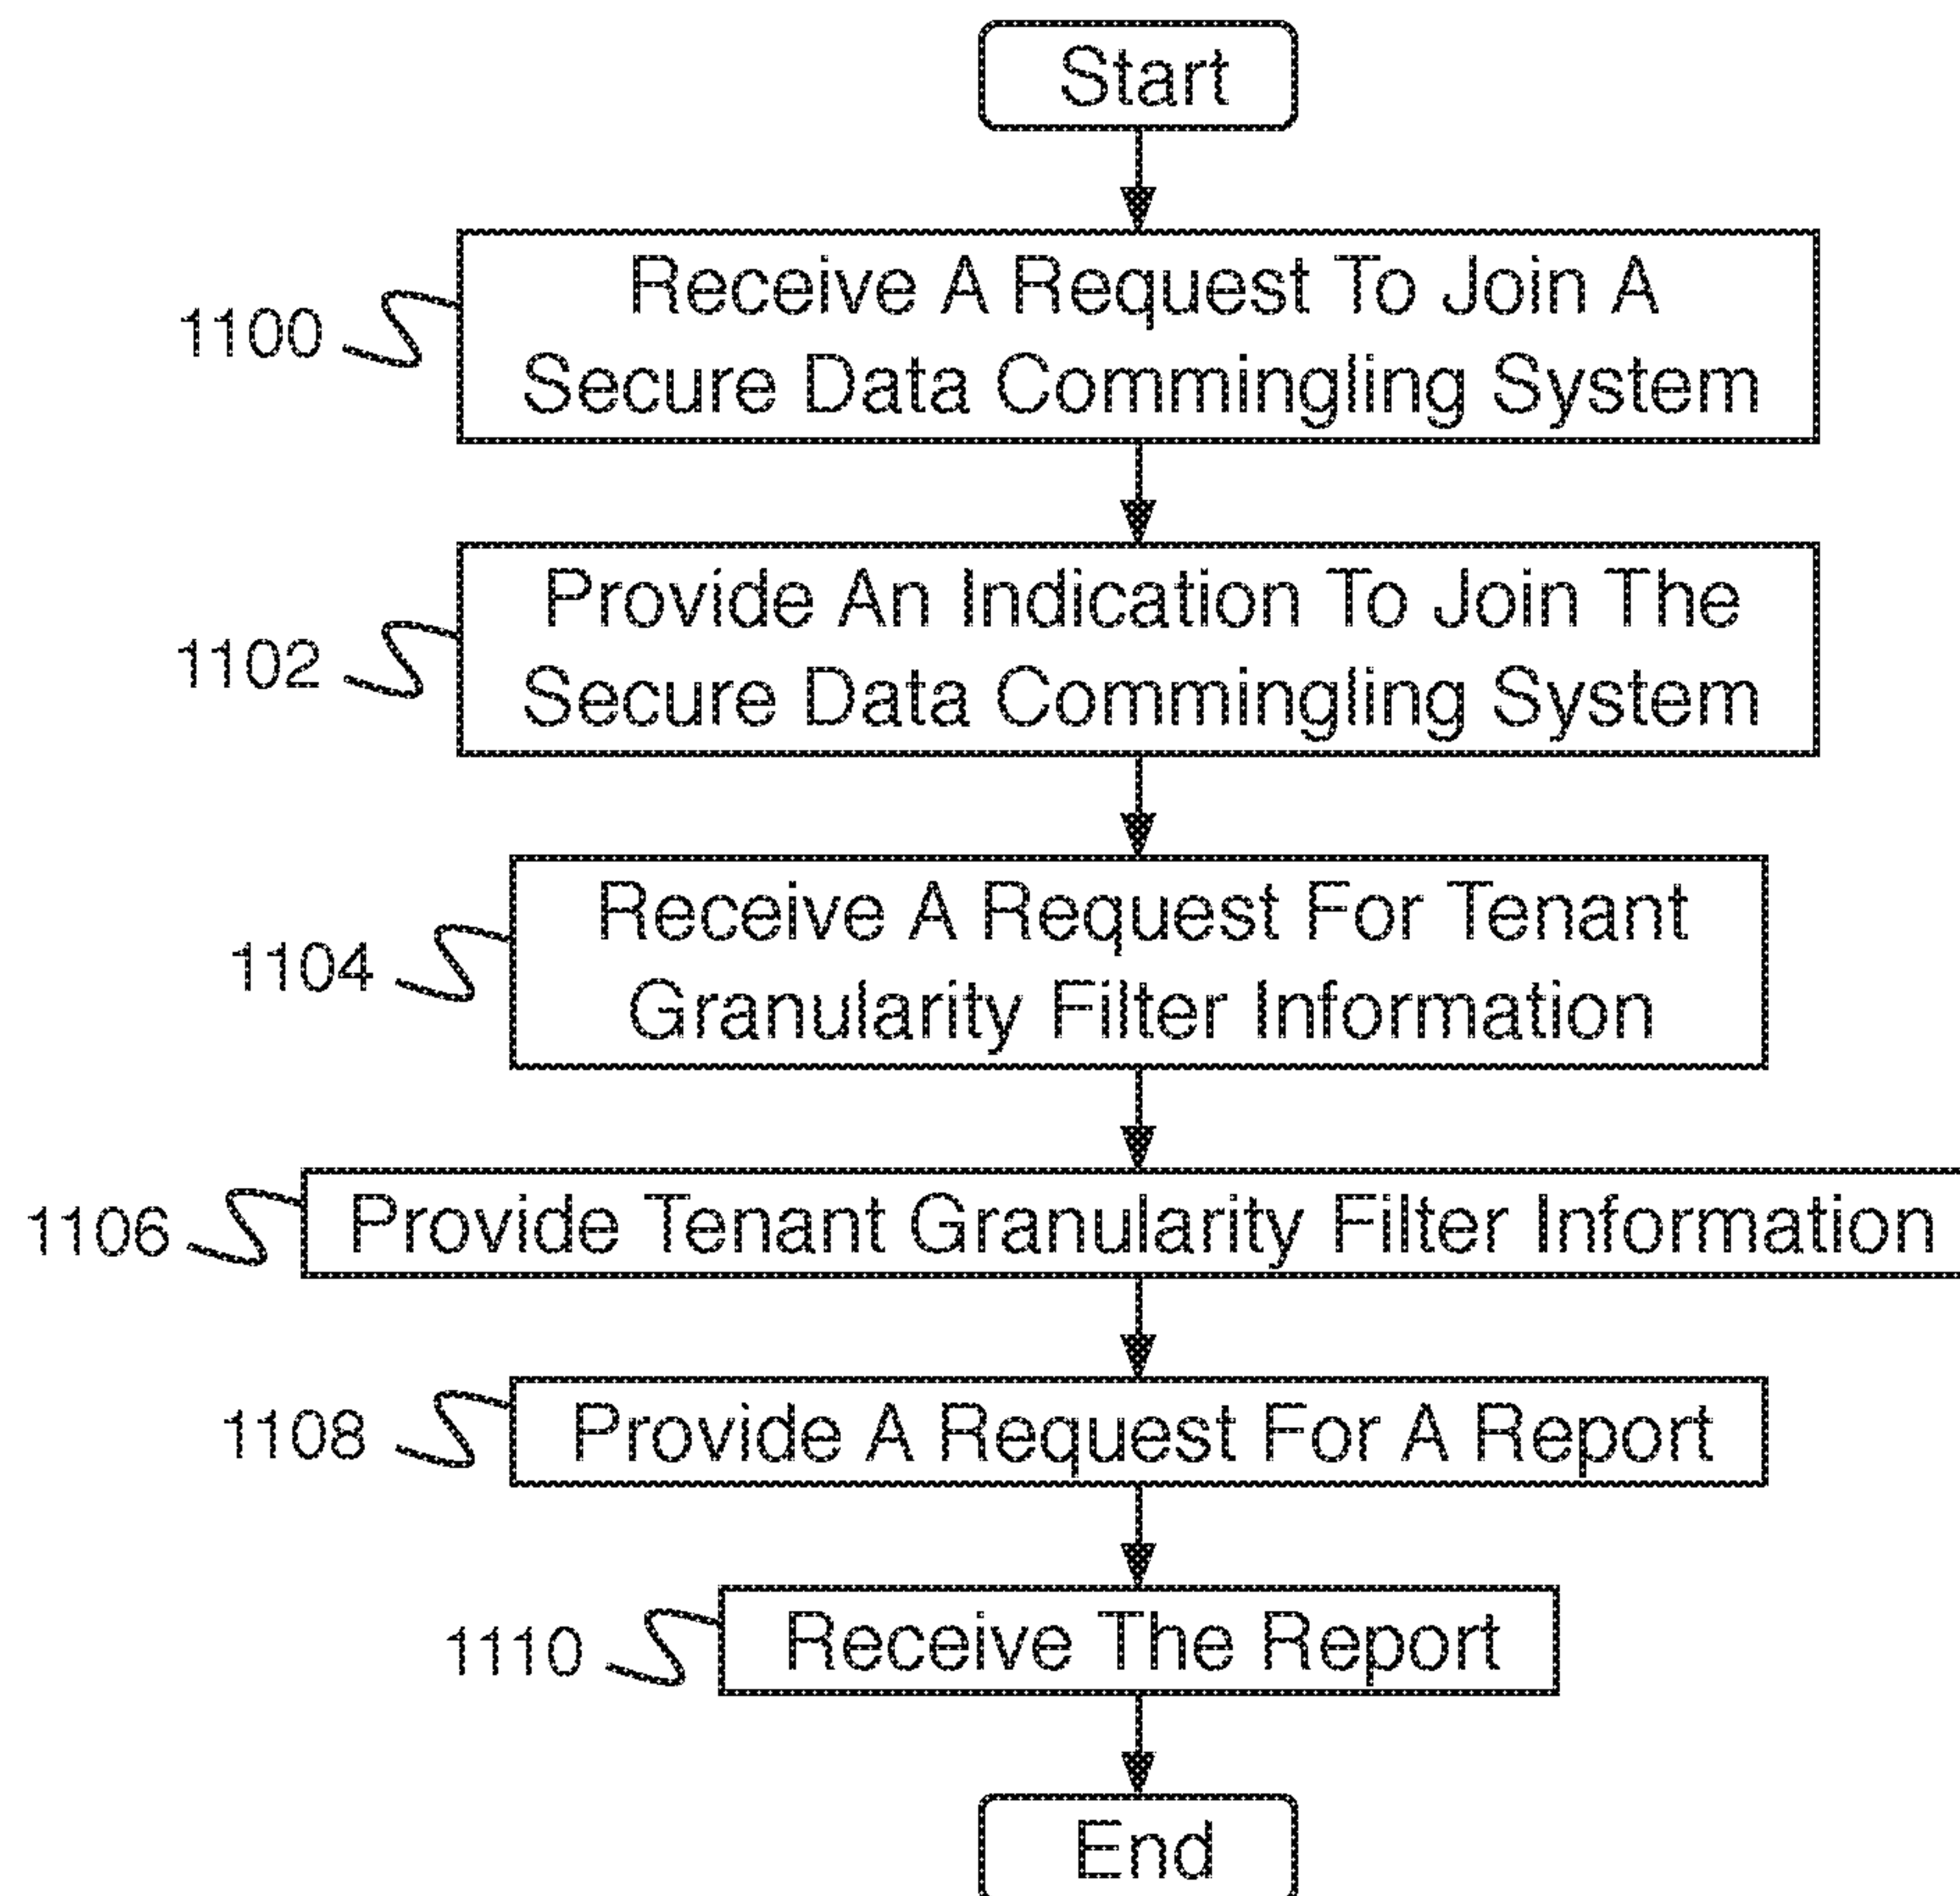 Start
1100
Receive A Request To Join A
Secure Data Commingling System
1102
Provide An Indication To Join The
Secure Data Commingling System
1104
Receive A Request For Tenant
Granularity Filter Information
1106
Provide Tenant Granularity Filter Information
1108
Provide A Request For A Report
1110
Receive The Report
End